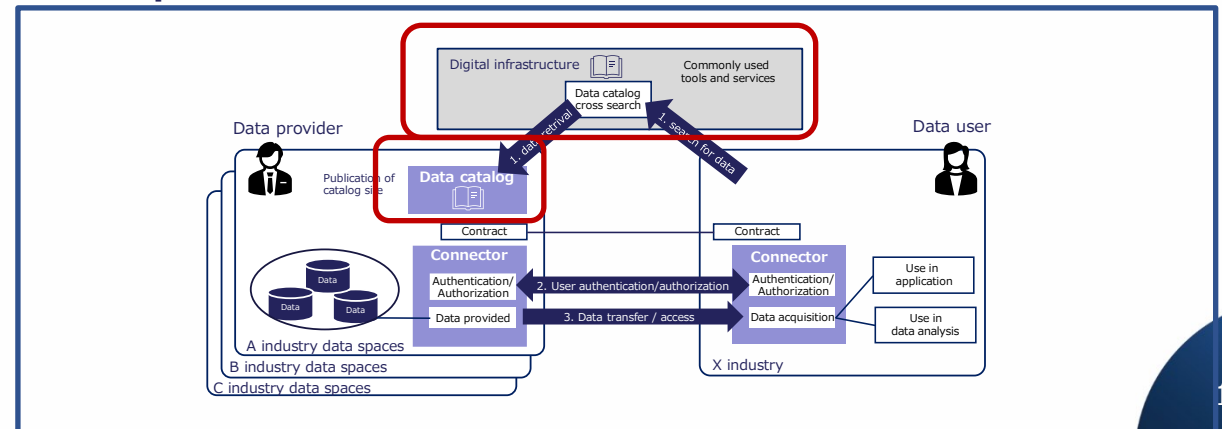 Digital infrastructure
Commonly used
tools and services
Data catalog
cross search
1. data retrival
1. search for data
Data provider
Data user
Publication of
catalog site
Data catalog
Contract
Contract
Connector
Connector
Authentication/
Authorization
2. User authentication/authorization
Authentication/
Authorization
Use in
application
Data
Data
Data
Data provided
3. Data transfer / access
Data acquisition
Use in
data analysis
A industry data spaces
B industry data spaces
C industry data spaces
X industry